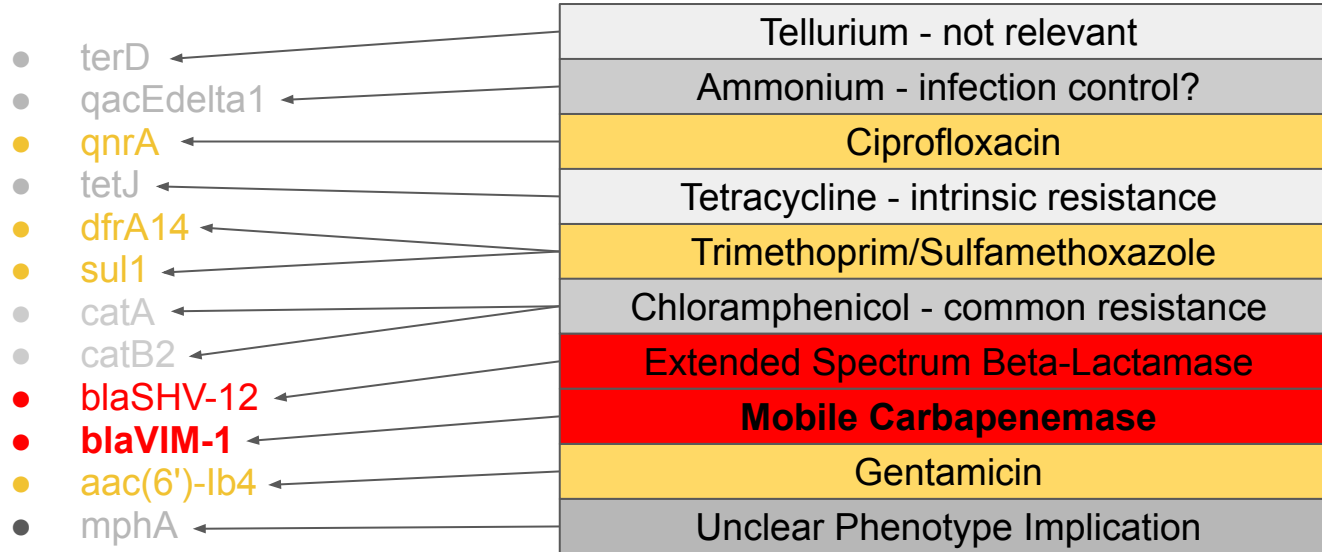 terD
qacEdelta1
qnrA
tetJ
dfrA14
sul1
catA
catB2
blaSHV-12
blaVIM-1
aac(6')-Ib4
mphA
Tellurium - not relevant
Ammonium - infection control?
Ciprofloxacin
Tetracycline - intrinsic resistance
Trimethoprim/Sulfamethoxazole
Chloramphenicol - common resistance
Extended Spectrum Beta-Lactamase
Mobile Carbapenemase
Gentamicin
Unclear Phenotype Implication